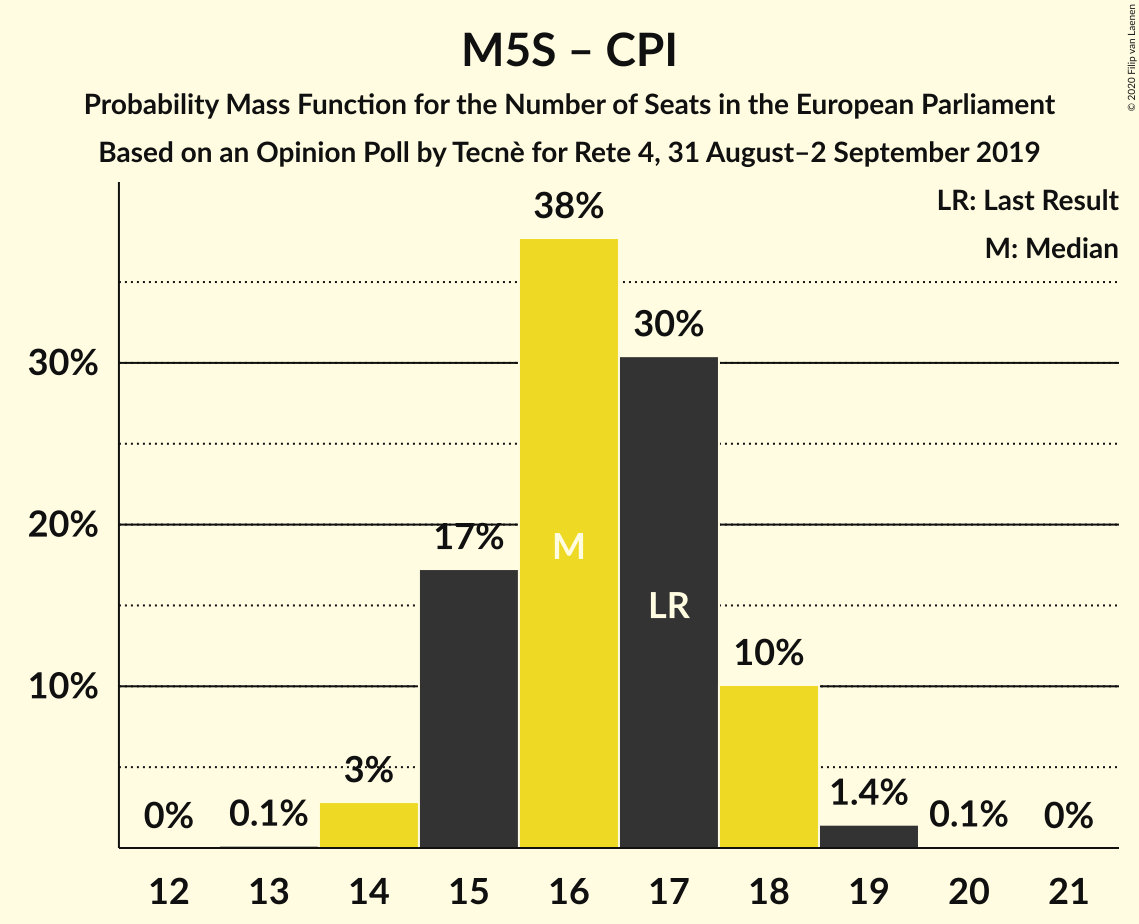 M5S – CPI
Probability Mass Function for the Number of Seats in the European Parliament
Based on an Opinion Poll by Tecnè for Rete 4, 31 August–2 September 2019
© 2020 Filip van Laenen
LR: Last Result
M: Median
38%
30%
30%
20%
17%
M
LR
10%
10%
3%
1.4%
0%
0.1%
0.1%
0%
12 13 14 15 16 17 18 19 20 21